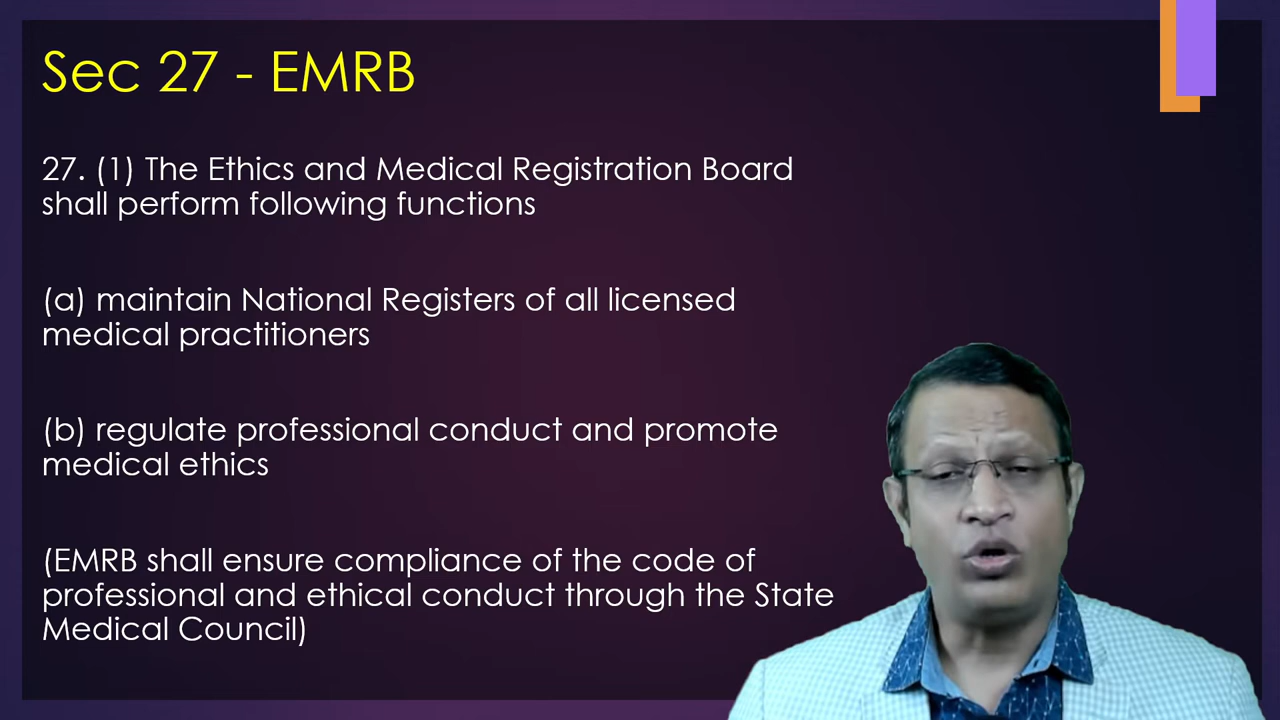 Sec 27 - EMRB
27. (1) The Ethics and Medical Registration Board
shall perform following functions
(a) maintain National Registers of all licensed
medical practitioners
(b) regulate professional conduct and promote
medical ethics
(EMRB shall ensure compliance of the code of
professional and ethical conduct through the State
Medical Council)